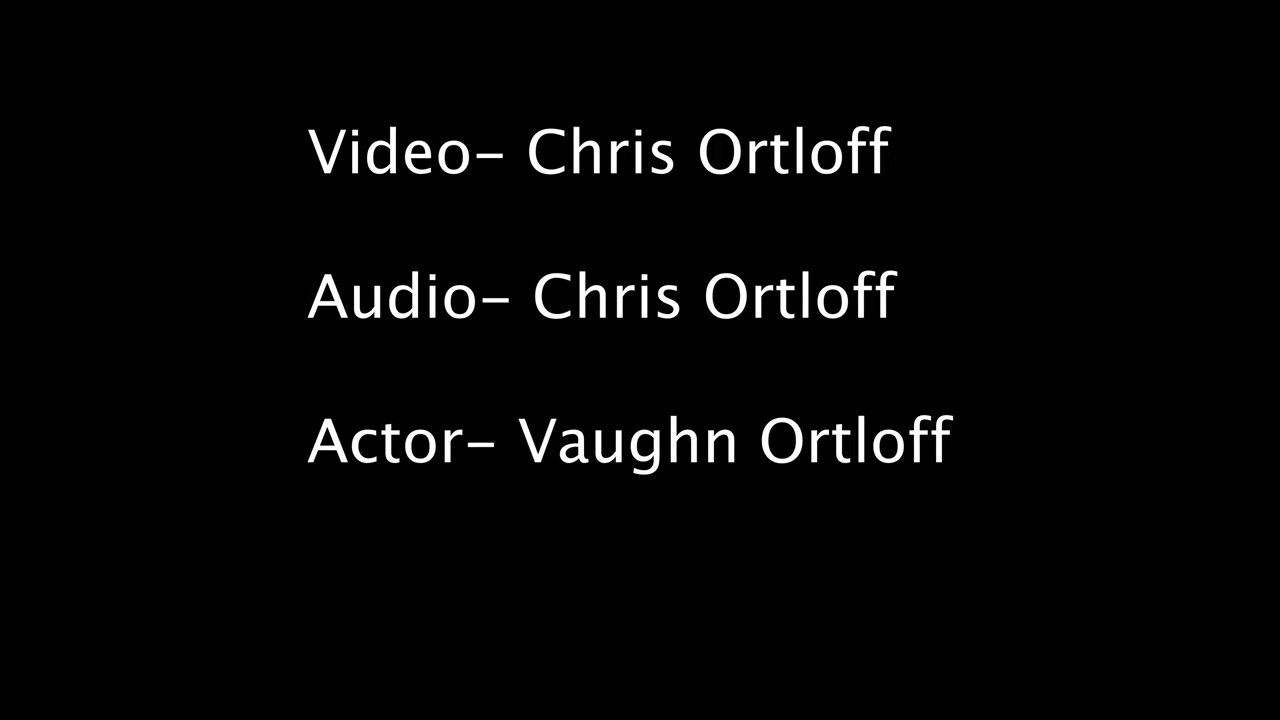 Video- Chris Ortloff
Audio- Chris Ortloff
Actor- Vaughn Ortloff